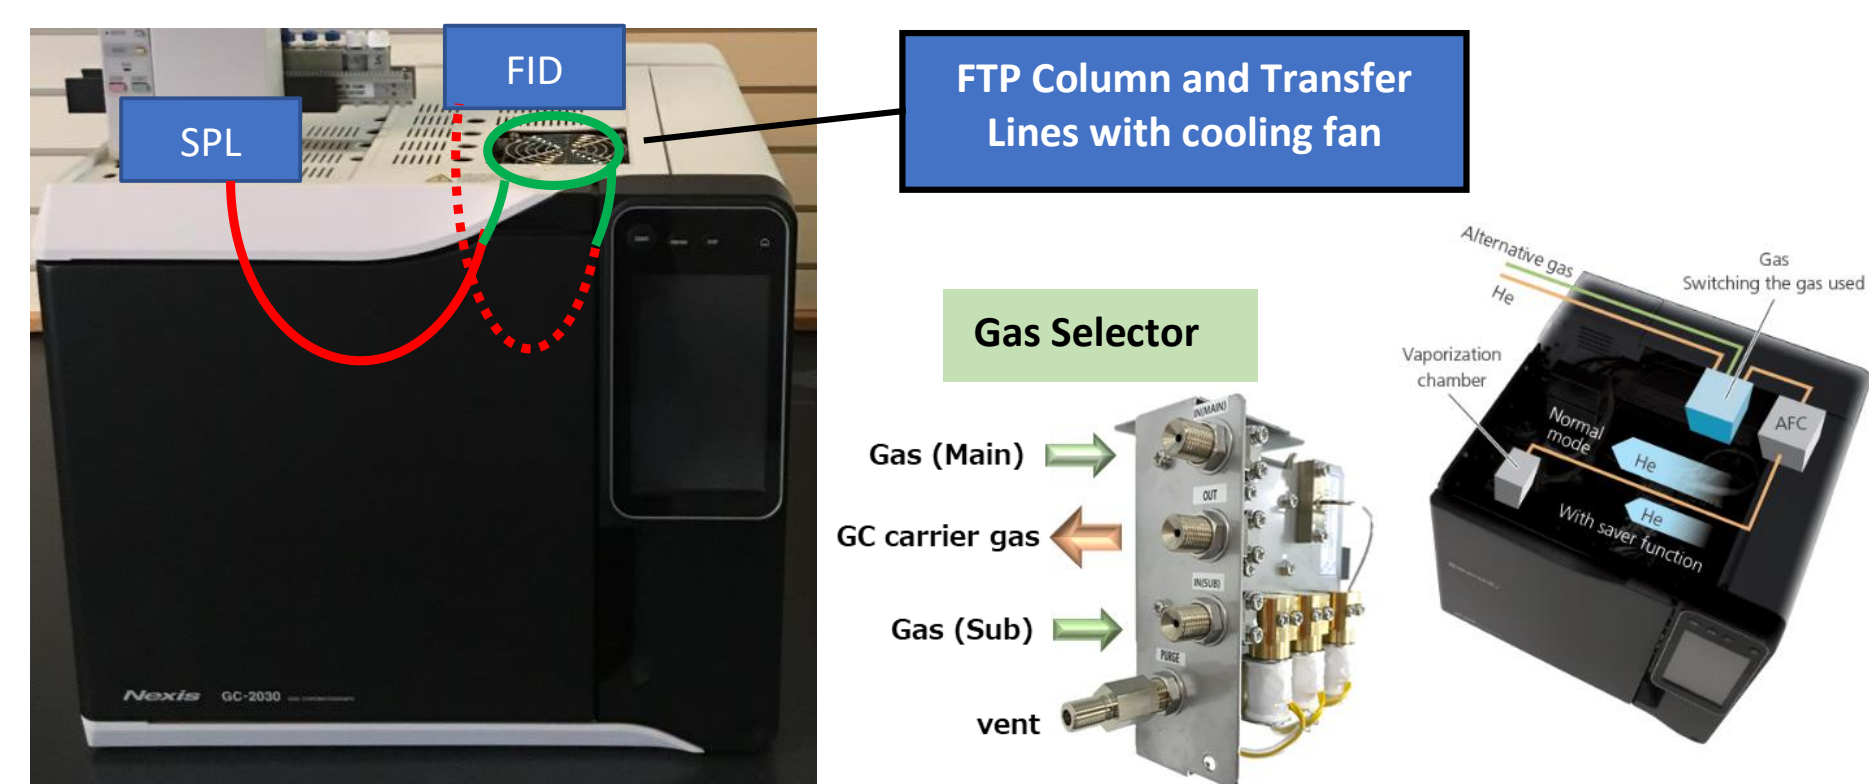 FID
SPL
FTP Column and Transfer
Lines with cooling fan
Nexis GC-2030
Gas Selector
Gas (Main)
GC carrier gas
Gas (Sub)
vent
IN(MAIN)
OUT
IN(SUB)
PURGE
Alternative gas
He
Gas
Switching the gas used
Vaporization
chamber
AFC
Normal
mode
He
He
With saver function